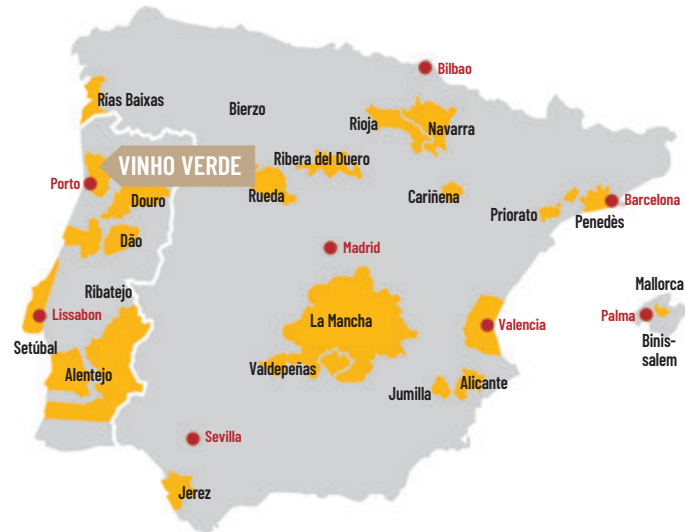 Bilbao
Rías Baixas
Bierzo
Rioja
Navarra
VINHO VERDE
Ribera del Duero
Porto
Douro
Rueda
Cariñena
Priorato
Barcelona
Penedès
Dão
Madrid
Mallorca
Ribatejo
Lissabon
La Mancha
Valencia
Palma
Binis-
salem
Setúbal
Alentejo
Valdepeñas
Jumilla
Alicante
Sevilla
Jerez